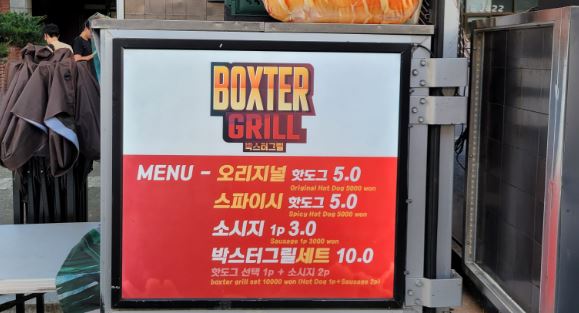 BOXTER
GRILL
박스터그릴
MENU - 오리지널 핫도그 5.0
Original Hot Dog 5000 won
스파이시 핫도그 5.0
Spicy Hot Dog 5000 won
소시지 1p 3.0
Sausage 1p 3000 won
박스터그릴세트 10.0
핫도그 선택 1p + 소시지 2p
boxter grill set 10000 won (Hot Dog 1p+Sausage 2p)